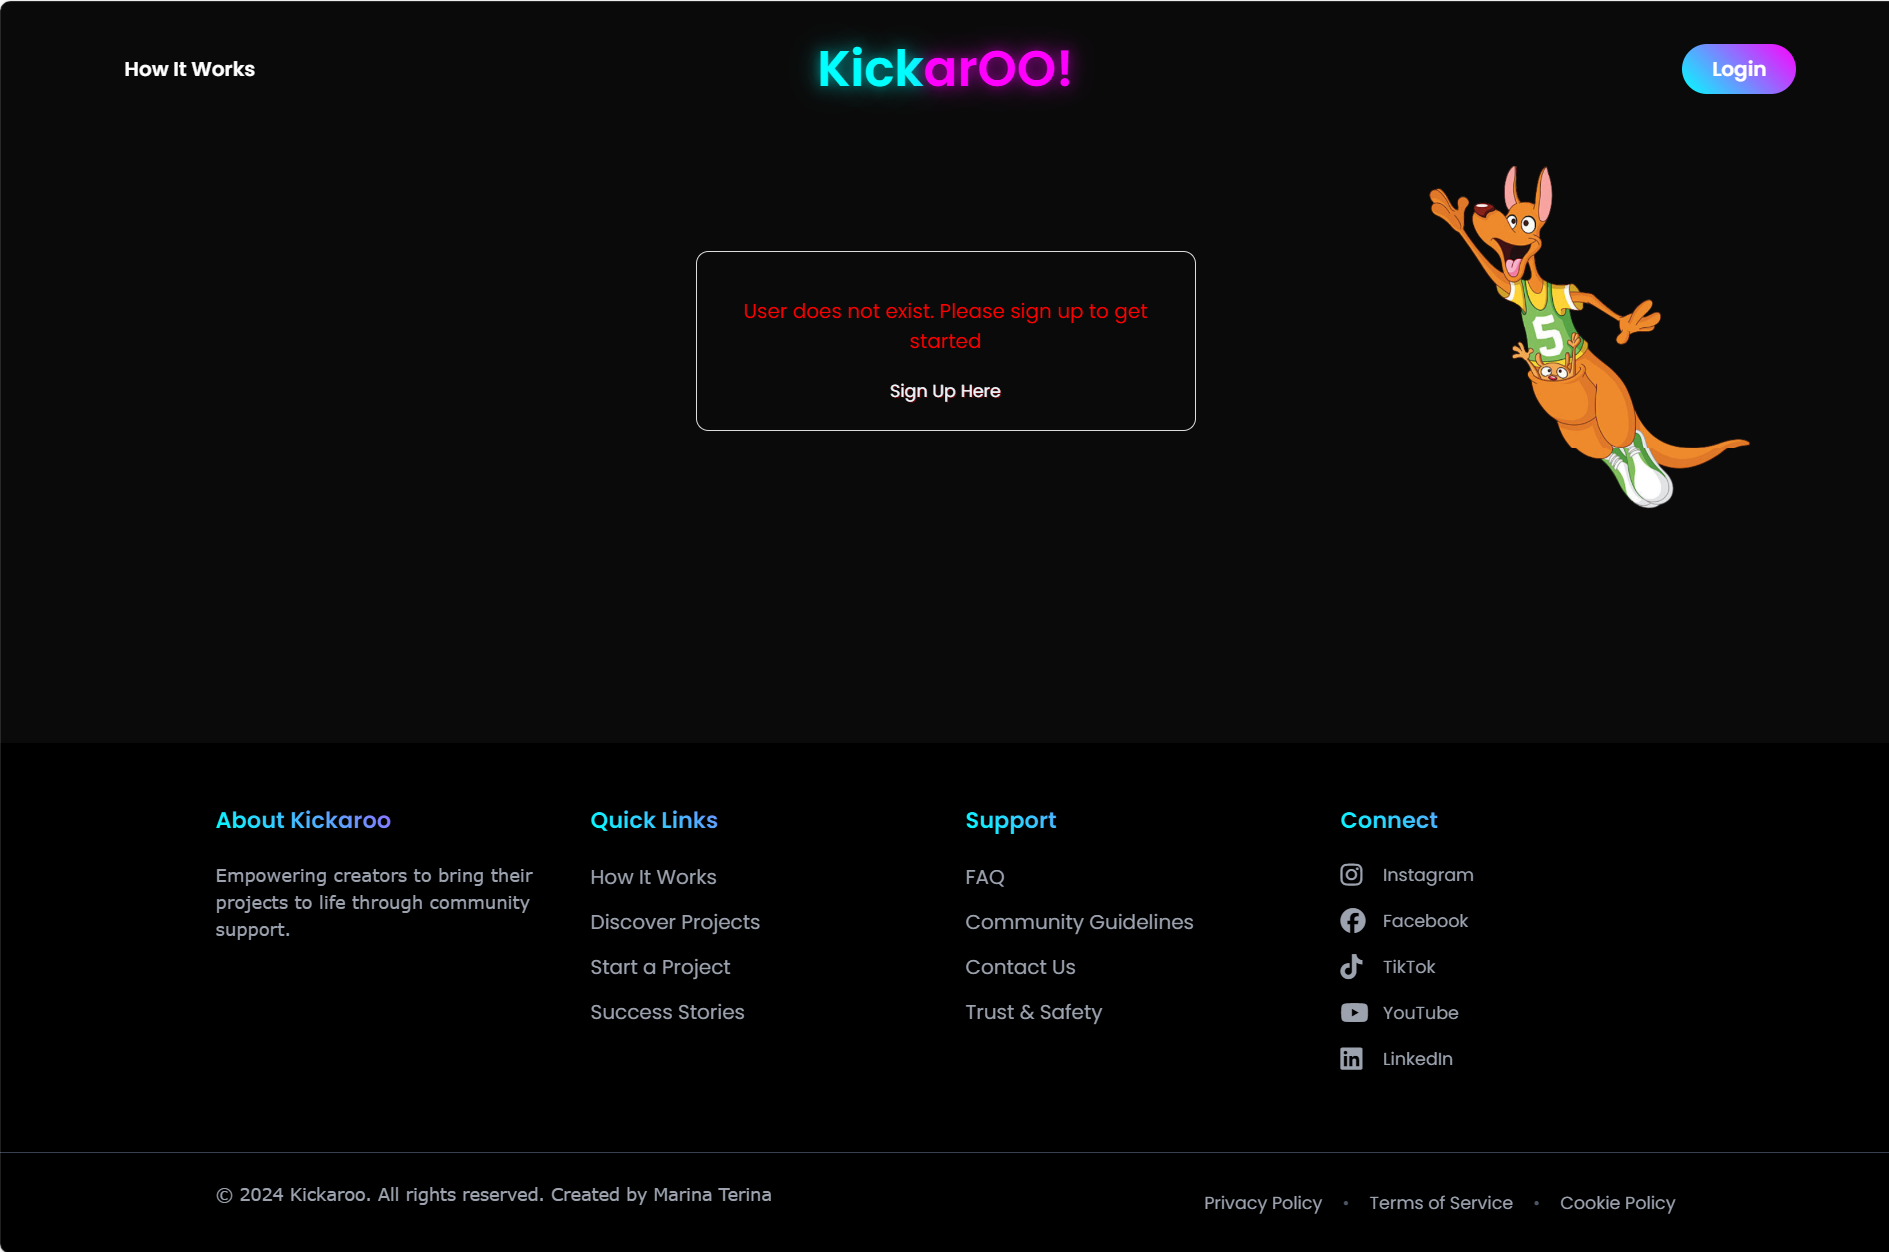 How It Works
KickarOO!
Login
5
User does not exist. Please sign up to get
started
Sign Up Here
About Kickaroo
Empowering creators to bring their
projects to life through community
support.
Quick Links
How It Works
Discover Projects
Start a Project
Success Stories
Support
FAQ
Community Guidelines
Contact Us
Trust & Safety
Connect
Instagram
Facebook
TikTok
YouTube
LinkedIn
© 2024 Kickaroo. All rights reserved. Created by Marina Terina
Privacy Policy • Terms of Service • Cookie Policy